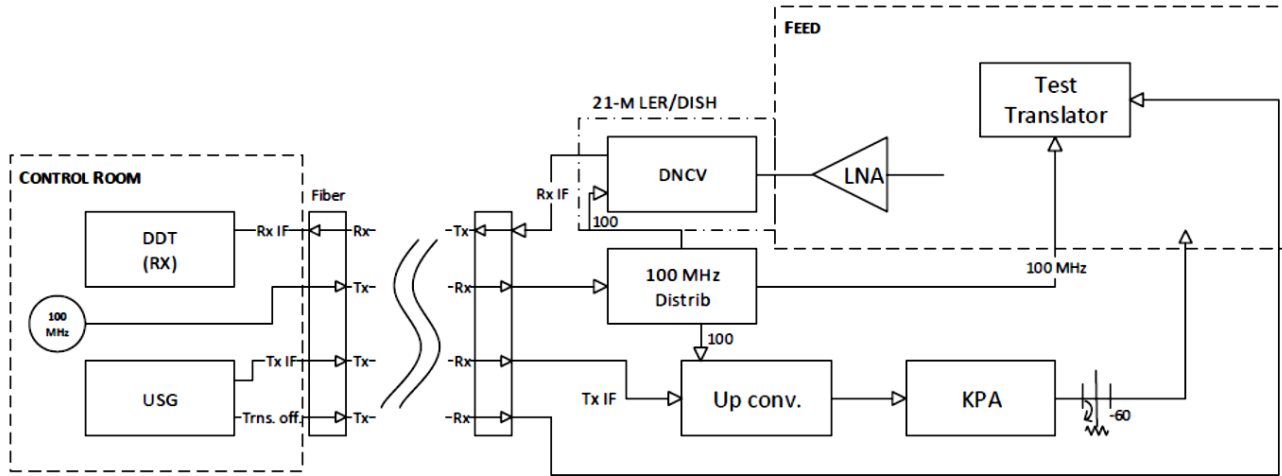 FEED
Test
Translator
21-M LER/DISH
DNCV
LNA
CONTROL ROOM
Fiber
Rx IF
100
DDT
(RX)
Rx IF
Rx
Tx
100 MHz
Distrib
100 MHz
Tx
Rx
100
MHz
100
Tx IF
Tx
Rx
USG
Tx IF
Up conv.
KPA
-60
Trns. off.
Tx
Rx